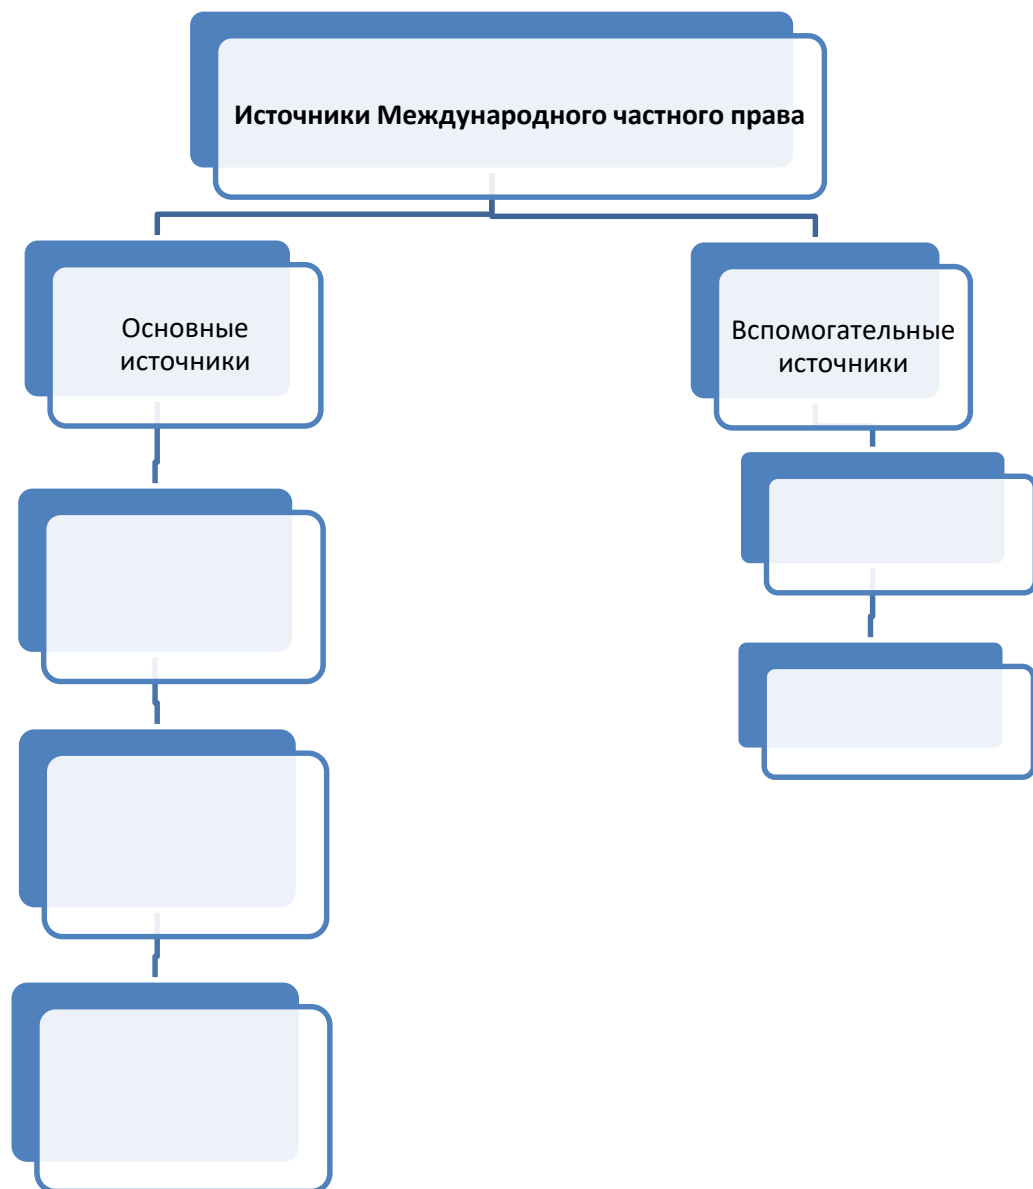 Источники Международного частного права
Основные
источники
Вспомогательные
источники